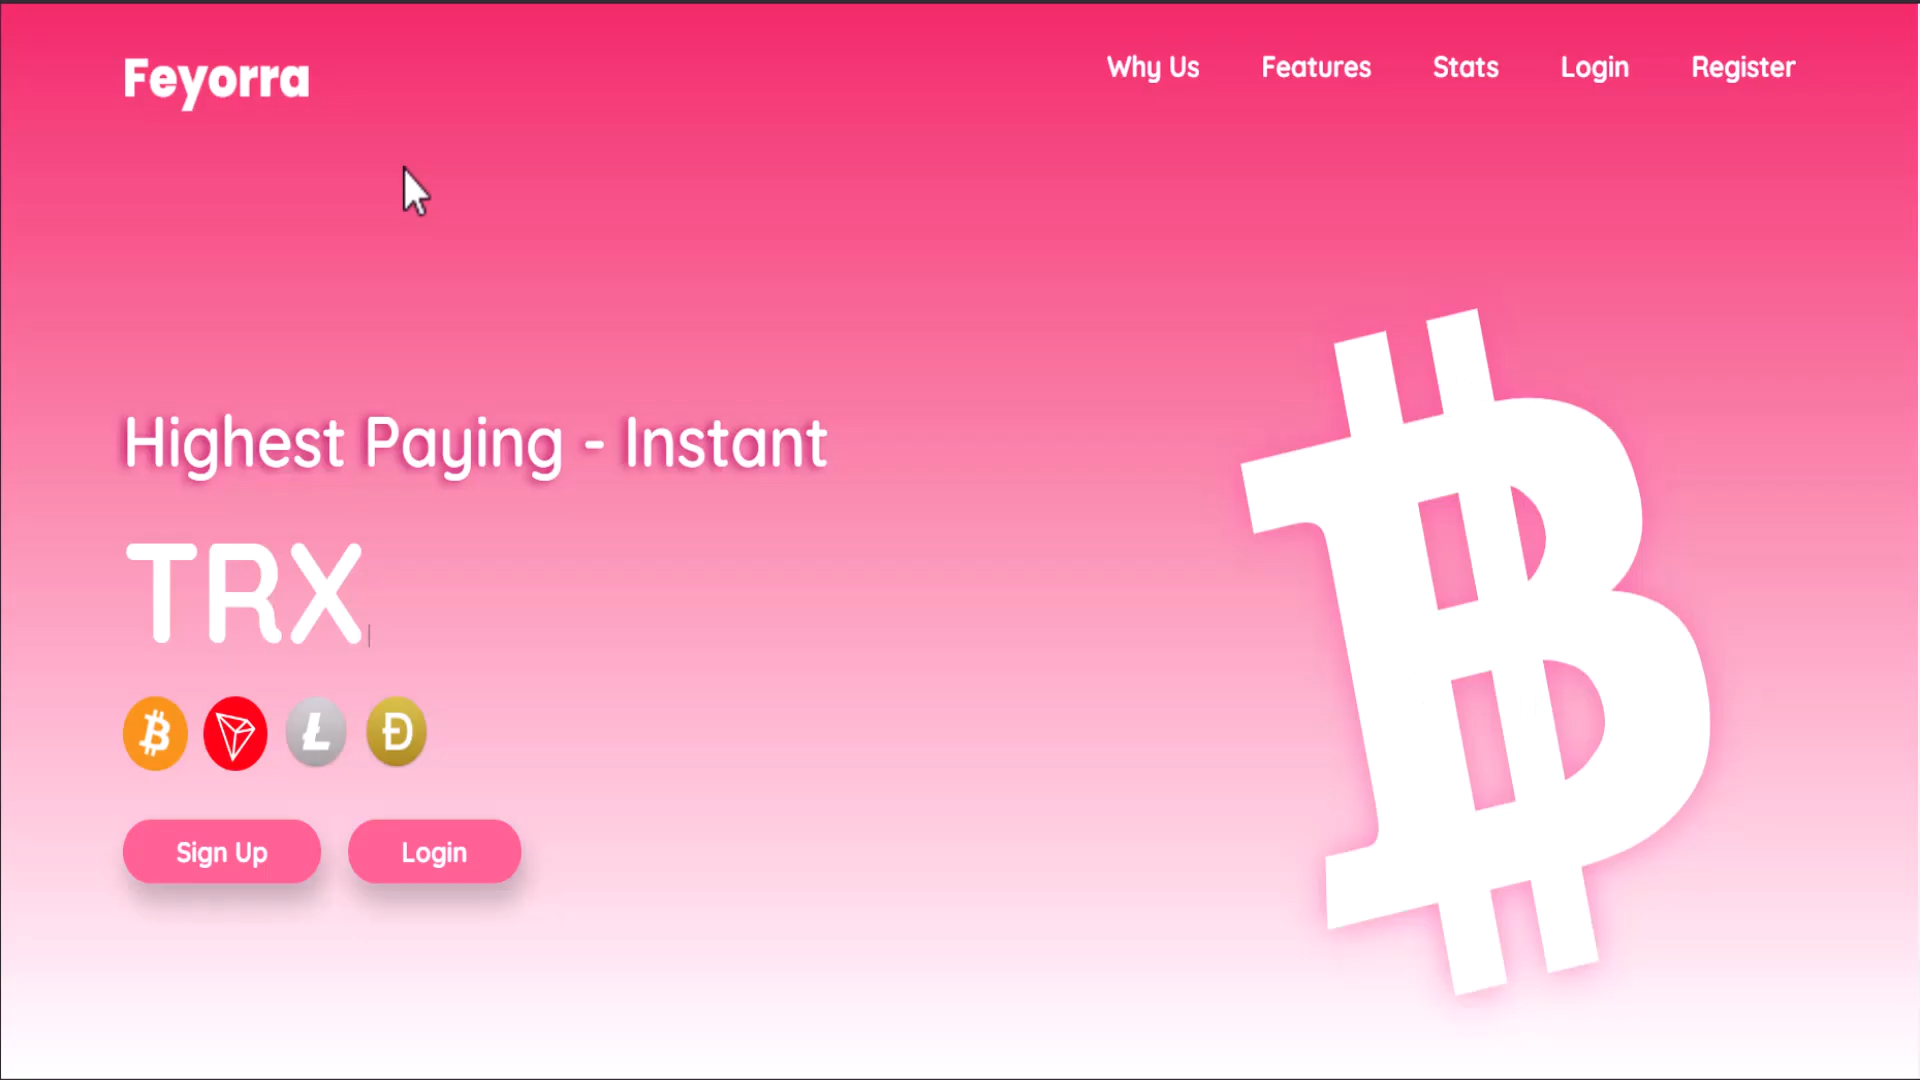 Feyorra
Why Us
Features
Stats
Login
Register
Highest Paying - Instant
TRX
Sign Up
Login